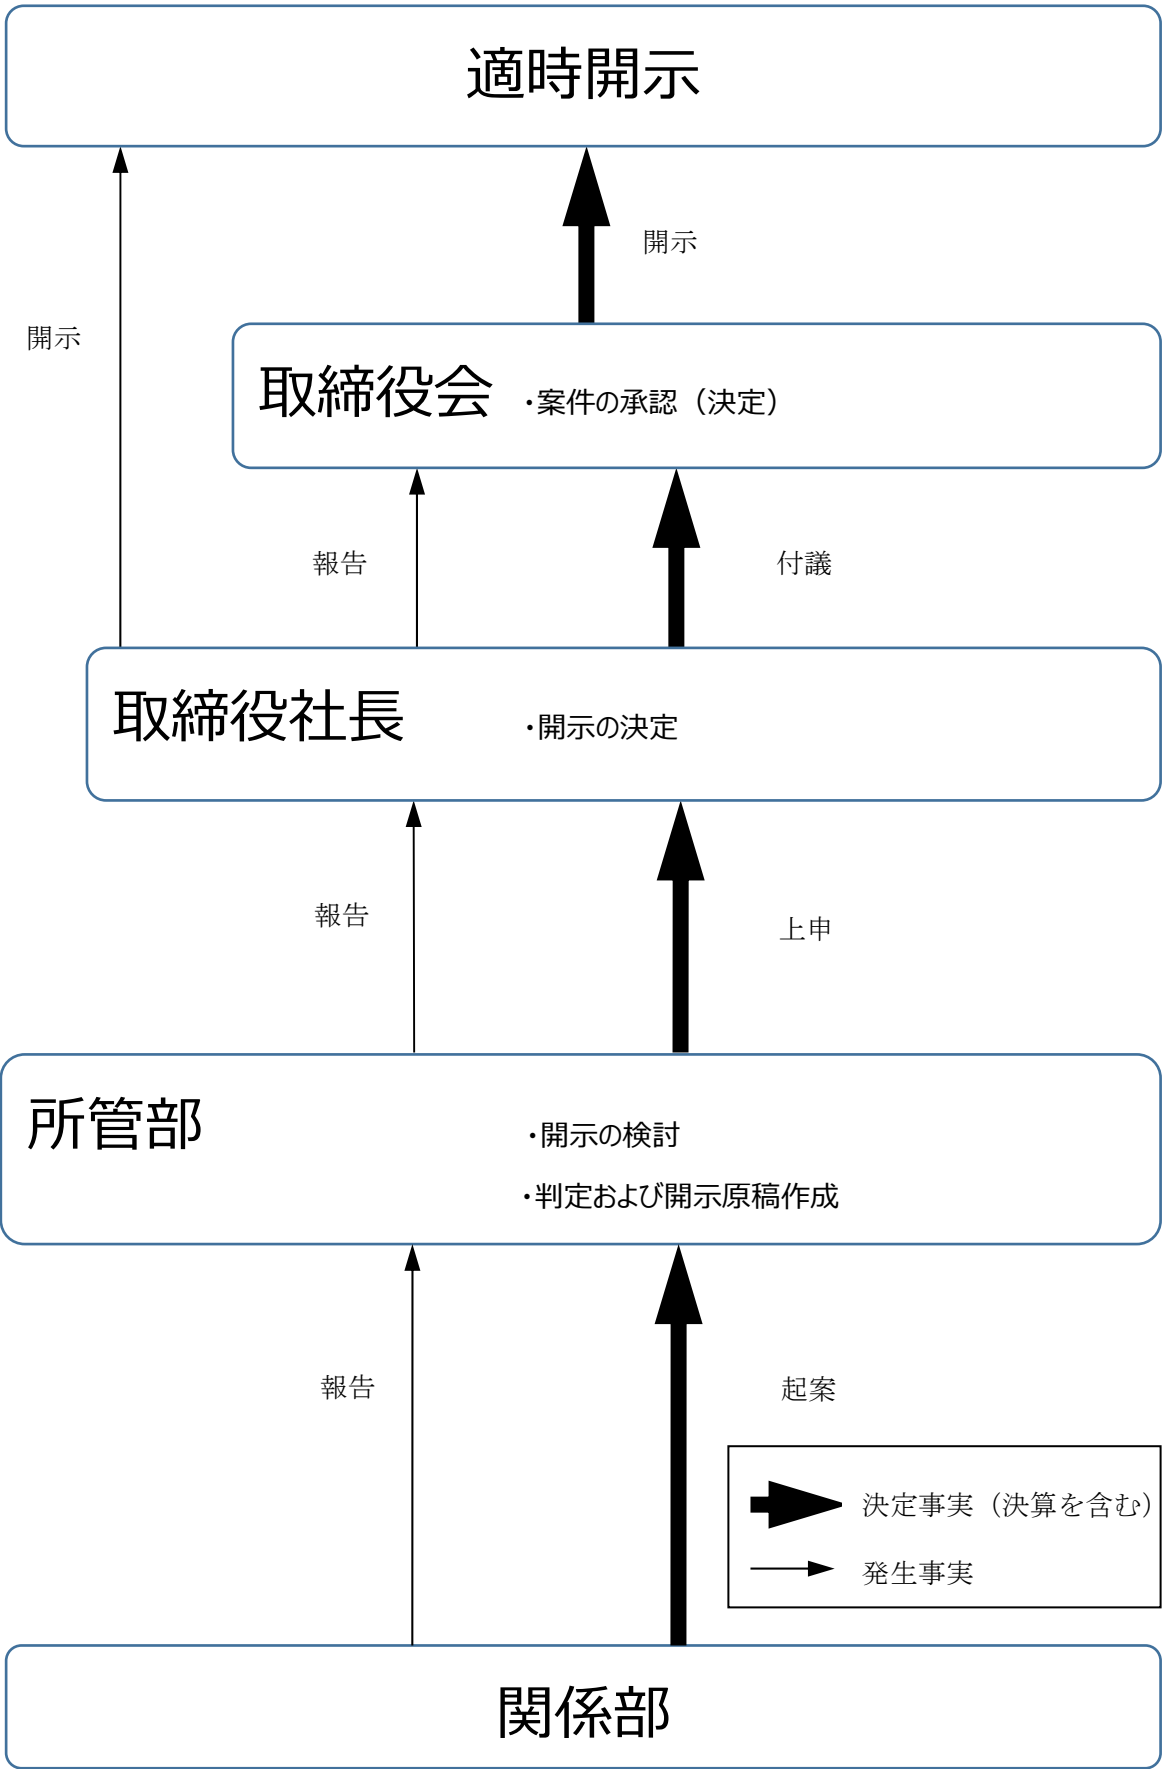 適時開示
開示
開示
取締役会 ・案件の承認（決定）
報告
付議
取締役社長 ・開示の決定
報告
上申
所管部
・開示の検討
・判定および開示原稿作成
報告
起案
決定事実（決算を含む）
発生事実
関係部